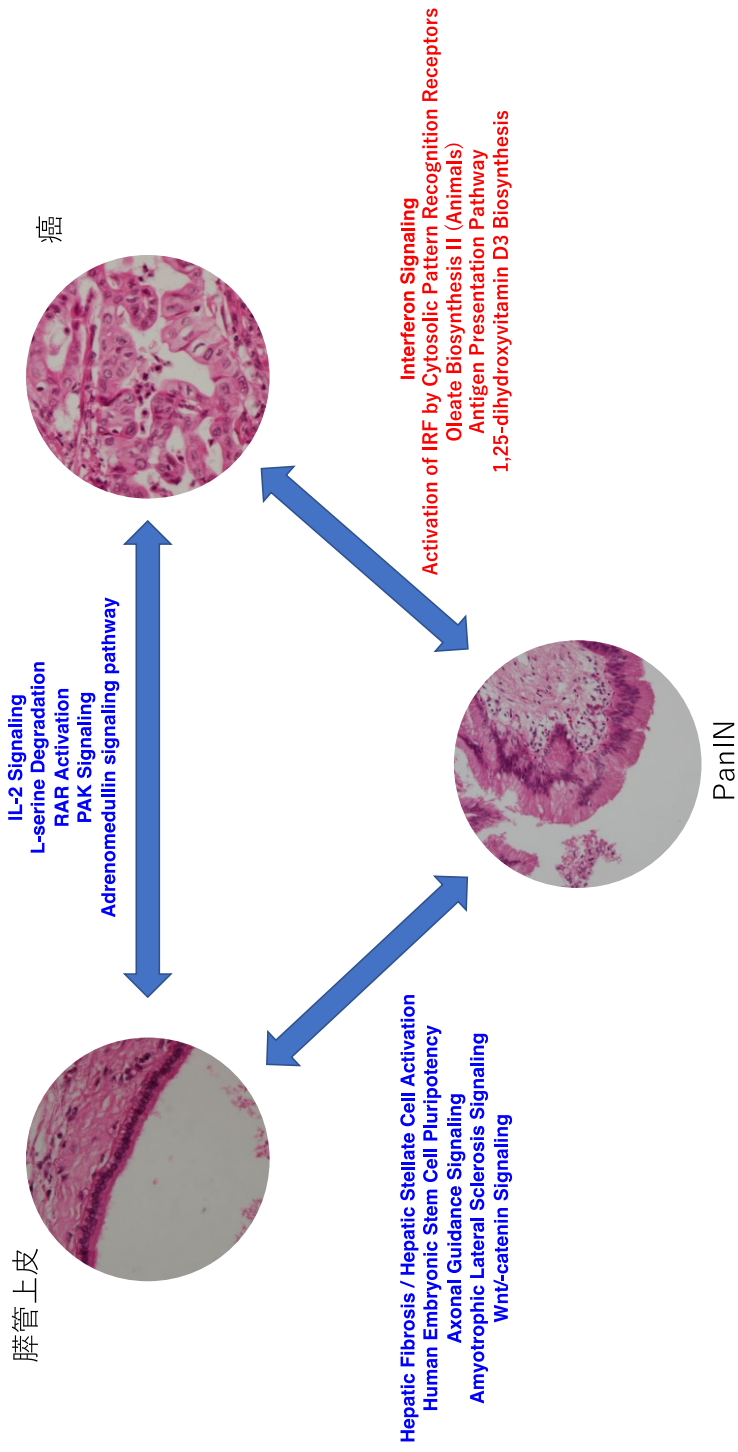 膵管上皮
癌
IL-2 Signaling
L-serine Degradation
RAR Activation
PAK Signaling
Adrenomedullin signaling pathway
Hepatic Fibrosis / Hepatic Stellate Cell Activation
Human Embryonic Stem Cell Pluripotency
Axonal Guidance Signaling
Amyotrophic Lateral Sclerosis Signaling
Wnt/-catenin Signaling
Interferon Signaling
Activation of IRF by Cytosolic Pattern Recognition Receptors
Oleate Biosynthesis II (Animals)
Antigen Presentation Pathway
1,25-dihydroxyvitamin D3 Biosynthesis
PanIN